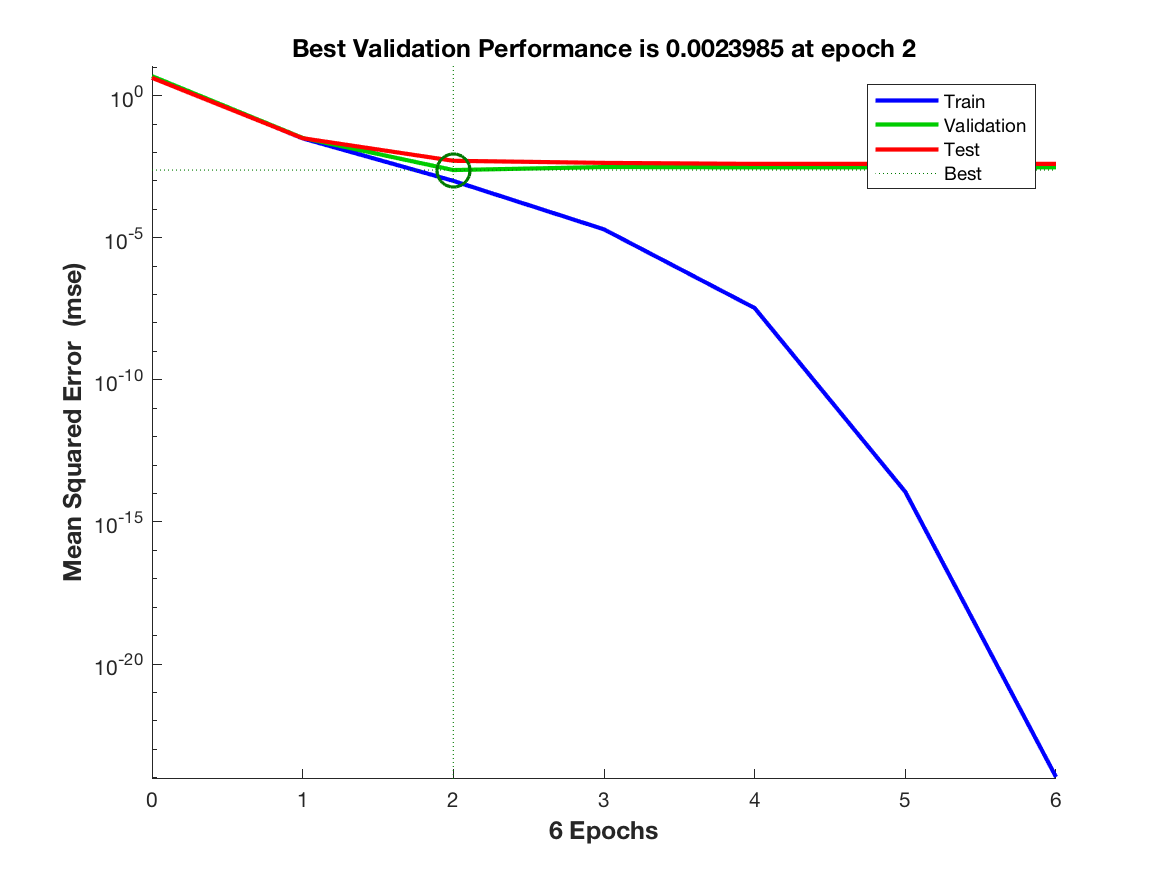 Best Validation Performance is 0.0023985 at epoch 2
Train
Validation
Test
Best
Mean Squared Error (mse)
10^0
10^-5
10^-10
10^-15
10^-20
0 1 2 3 4 5 6
6 Epochs